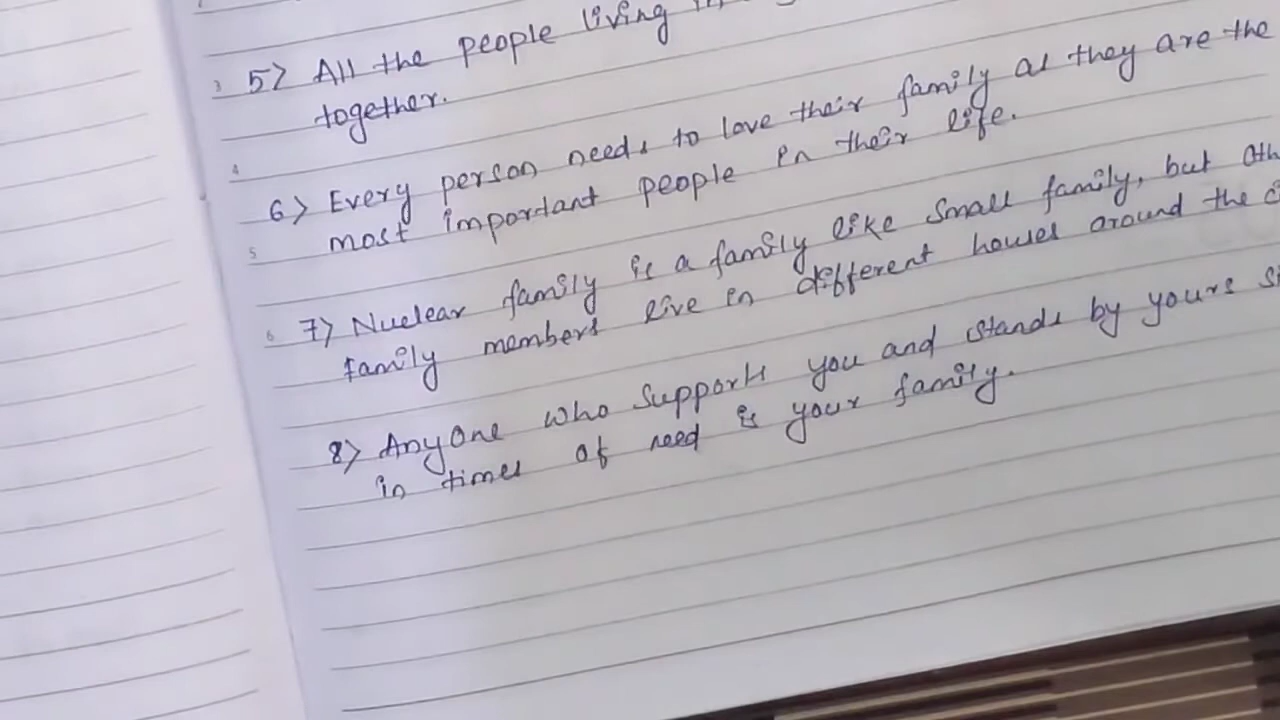 5> All the people living
together.
6> Every person needs to love their family as they are the
most important people in their life.
7> Nuclear family is a family like small family, but
family members live in different houses around the
8> Anyone who supports you and stands by yours
in times of need is your family.